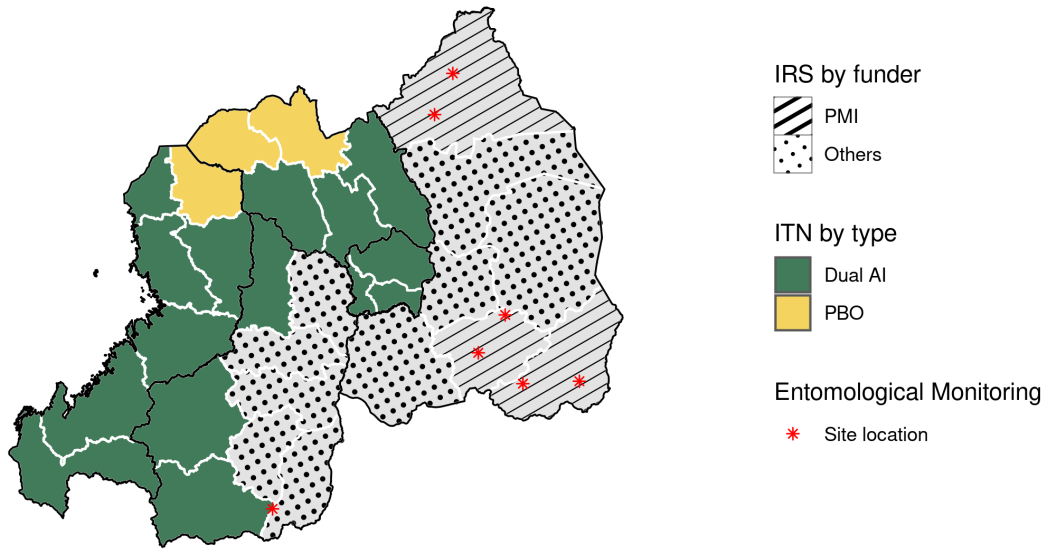 IRS by funder
PMI
Others
ITN by type
Dual AI
PBO
Entomological Monitoring
Site location